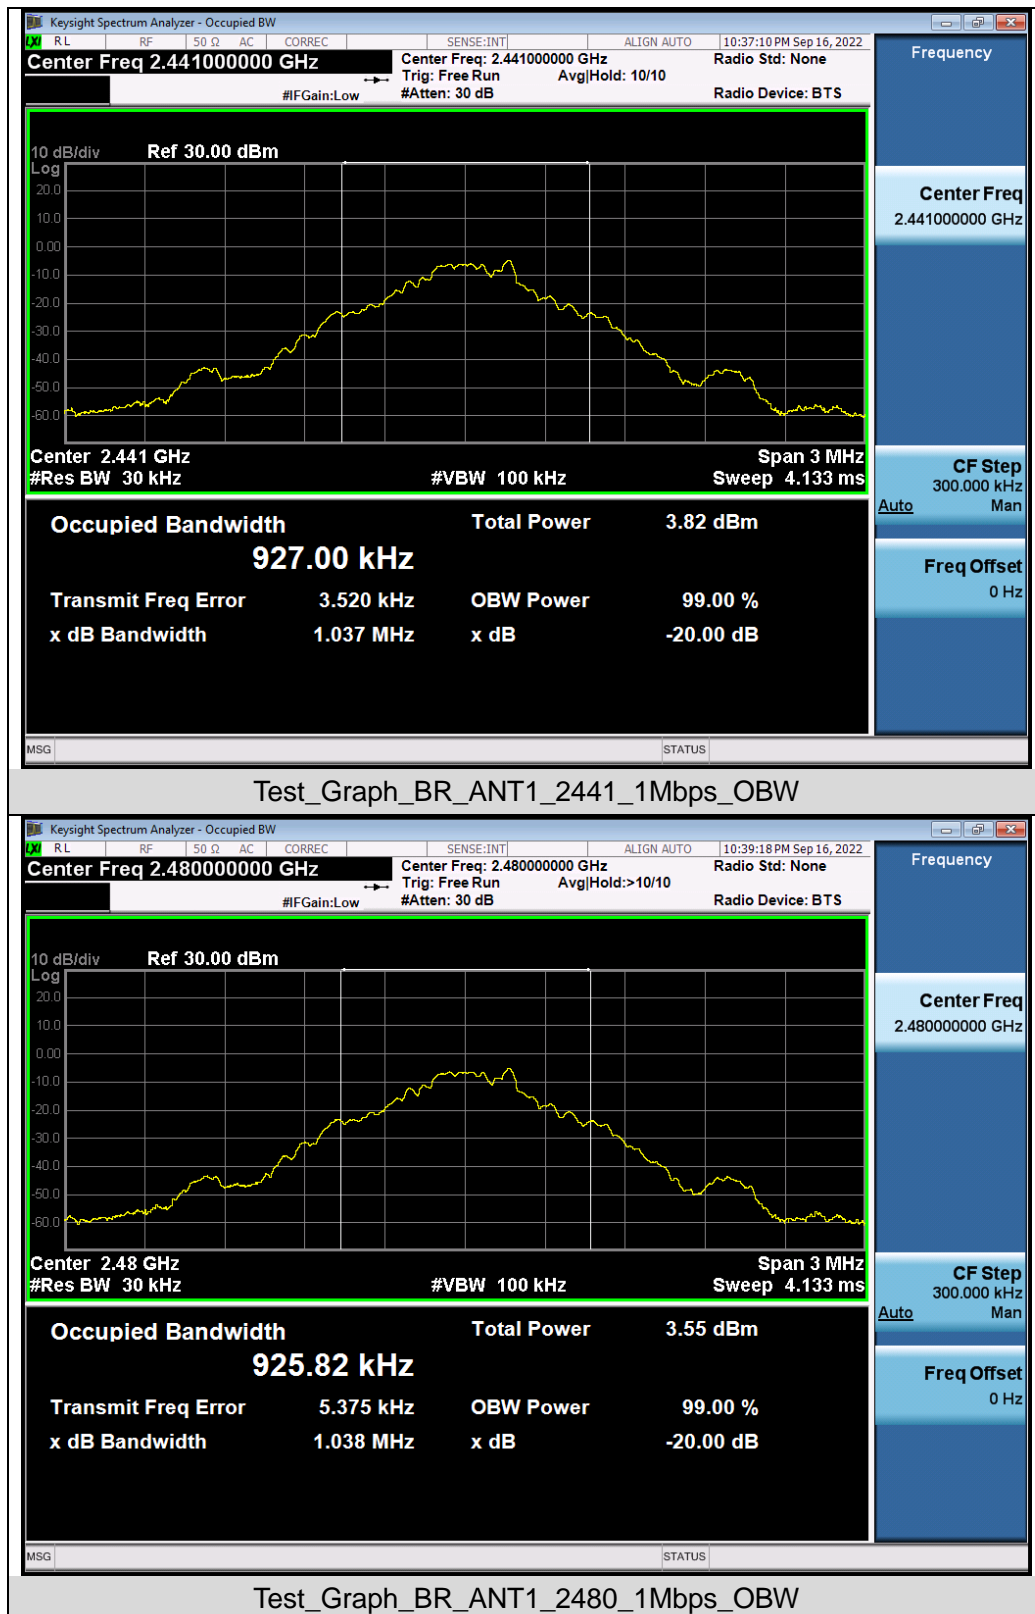 Keysight Spectrum Analyzer - Occupied BW
LXI RL RF 50 Ω AC CORREC SENSE:INT ALIGN AUTO 10:37:10 PM Sep 16, 2022
Center Freq 2.441000000 GHz
Center Freq: 2.441000000 GHz Radio Std: None
Trig: Free Run Avg|Hold: 10/10
#IFGain:Low #Atten: 30 dB Radio Device: BTS
Frequency
10 dB/div Ref 30.00 dBm
Log
20.0
10.0
0.00
-10.0
-20.0
-30.0
-40.0
-50.0
-60.0
Center 2.441 GHz Span 3 MHz
#Res BW 30 kHz #VBW 100 kHz Sweep 4.133 ms
Center Freq
2.441000000 GHz
CF Step
300.000 kHz
Auto Man
Freq Offset
0 Hz
Occupied Bandwidth Total Power 3.82 dBm
927.00 kHz
Transmit Freq Error 3.520 kHz OBW Power 99.00 %
x dB Bandwidth 1.037 MHz x dB -20.00 dB
MSG STATUS
Test_Graph_BR_ANT1_2441_1Mbps_OBW
Keysight Spectrum Analyzer - Occupied BW
LXI RL RF 50 Ω AC CORREC SENSE:INT ALIGN AUTO 10:39:18 PM Sep 16, 2022
Center Freq 2.480000000 GHz
Center Freq: 2.480000000 GHz Radio Std: None
Trig: Free Run Avg|Hold:>10/10
#IFGain:Low #Atten: 30 dB Radio Device: BTS
Frequency
10 dB/div Ref 30.00 dBm
Log
20.0
10.0
0.00
-10.0
-20.0
-30.0
-40.0
-50.0
-60.0
Center 2.48 GHz Span 3 MHz
#Res BW 30 kHz #VBW 100 kHz Sweep 4.133 ms
Center Freq
2.480000000 GHz
CF Step
300.000 kHz
Auto Man
Freq Offset
0 Hz
Occupied Bandwidth Total Power 3.55 dBm
925.82 kHz
Transmit Freq Error 5.375 kHz OBW Power 99.00 %
x dB Bandwidth 1.038 MHz x dB -20.00 dB
MSG STATUS
Test_Graph_BR_ANT1_2480_1Mbps_OBW